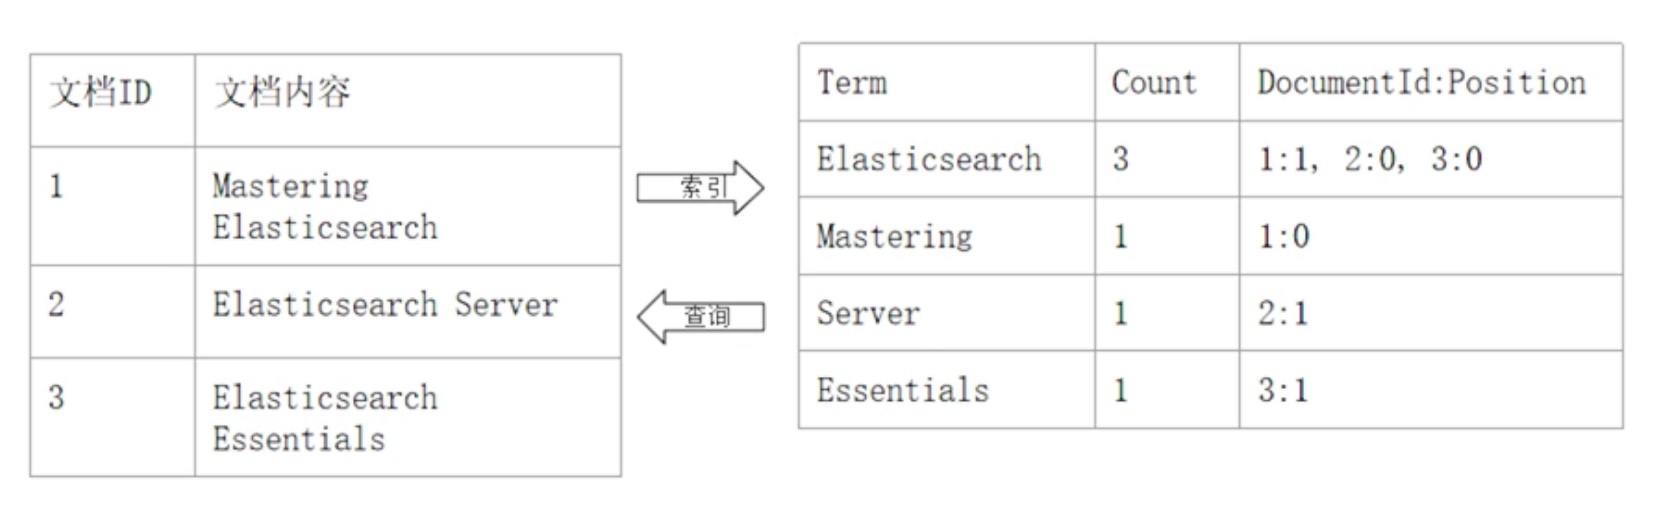 文档ID 文档内容
1 Mastering
Elasticsearch
2 Elasticsearch Server
3 Elasticsearch
Essentials
索引
查询
Term Count DocumentId:Position
Elasticsearch 3 1:1, 2:0, 3:0
Mastering 1 1:0
Server 1 2:1
Essentials 1 3:1